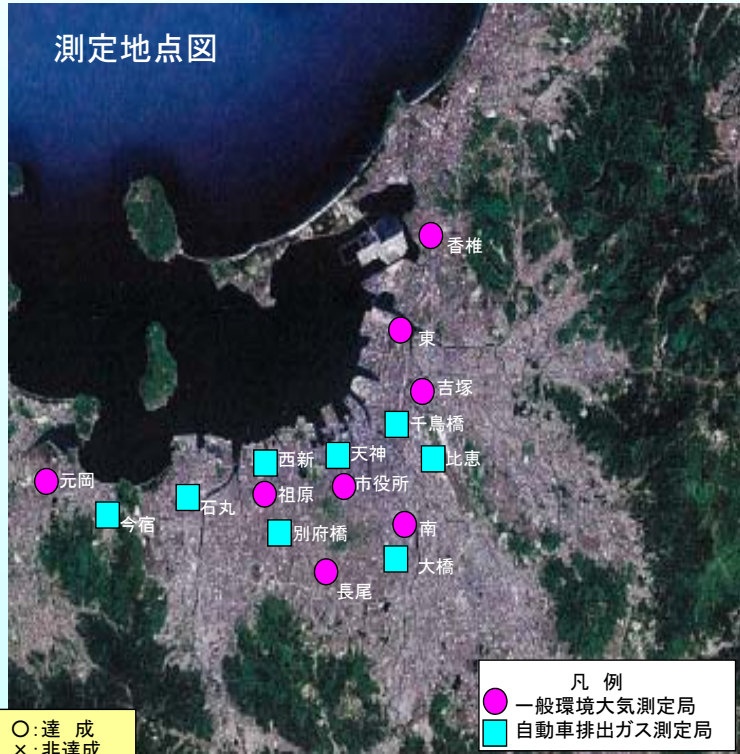 測定地点図
香椎
東
吉塚
千鳥橋
天神
比恵
西新
市役所
元岡
祖原
石丸
今宿
南
別府橋
大橋
長尾
凡 例
一般環境大気測定局
自動車排出ガス測定局
○:達 成
×:非達成